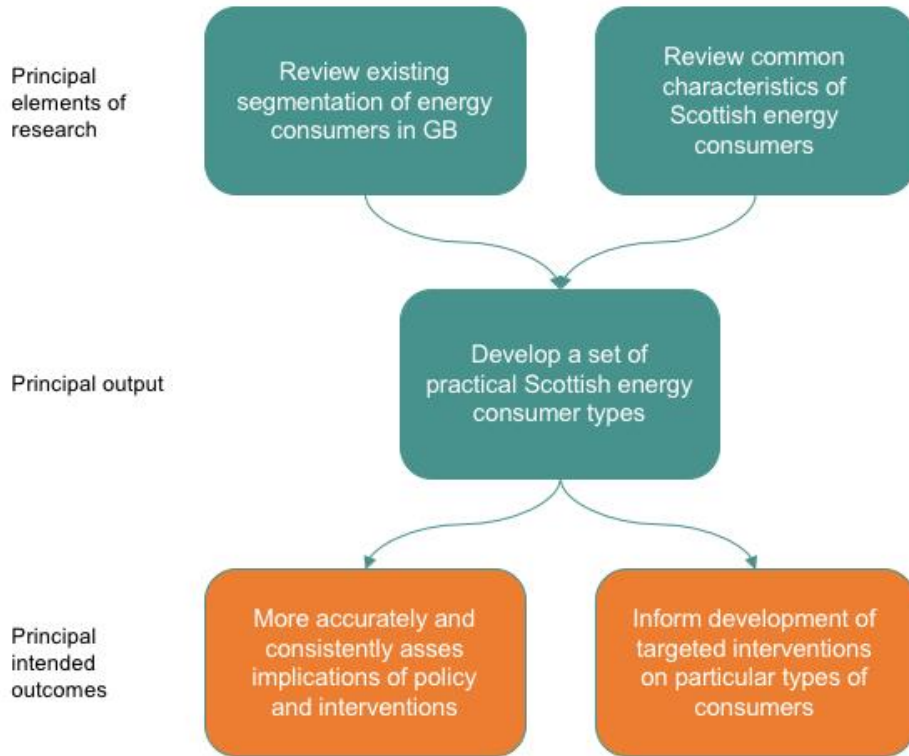 Principal
elements of
research
Review existing
segmentation of energy
consumers in GB
Review common
characteristics of
Scottish energy
consumers
Principal output
Develop a set of
practical Scottish energy
consumer types
Principal
intended
outcomes
More accurately and
consistently asses
implications of policy
and interventions
Inform development of
targeted interventions
on particular types of
consumers